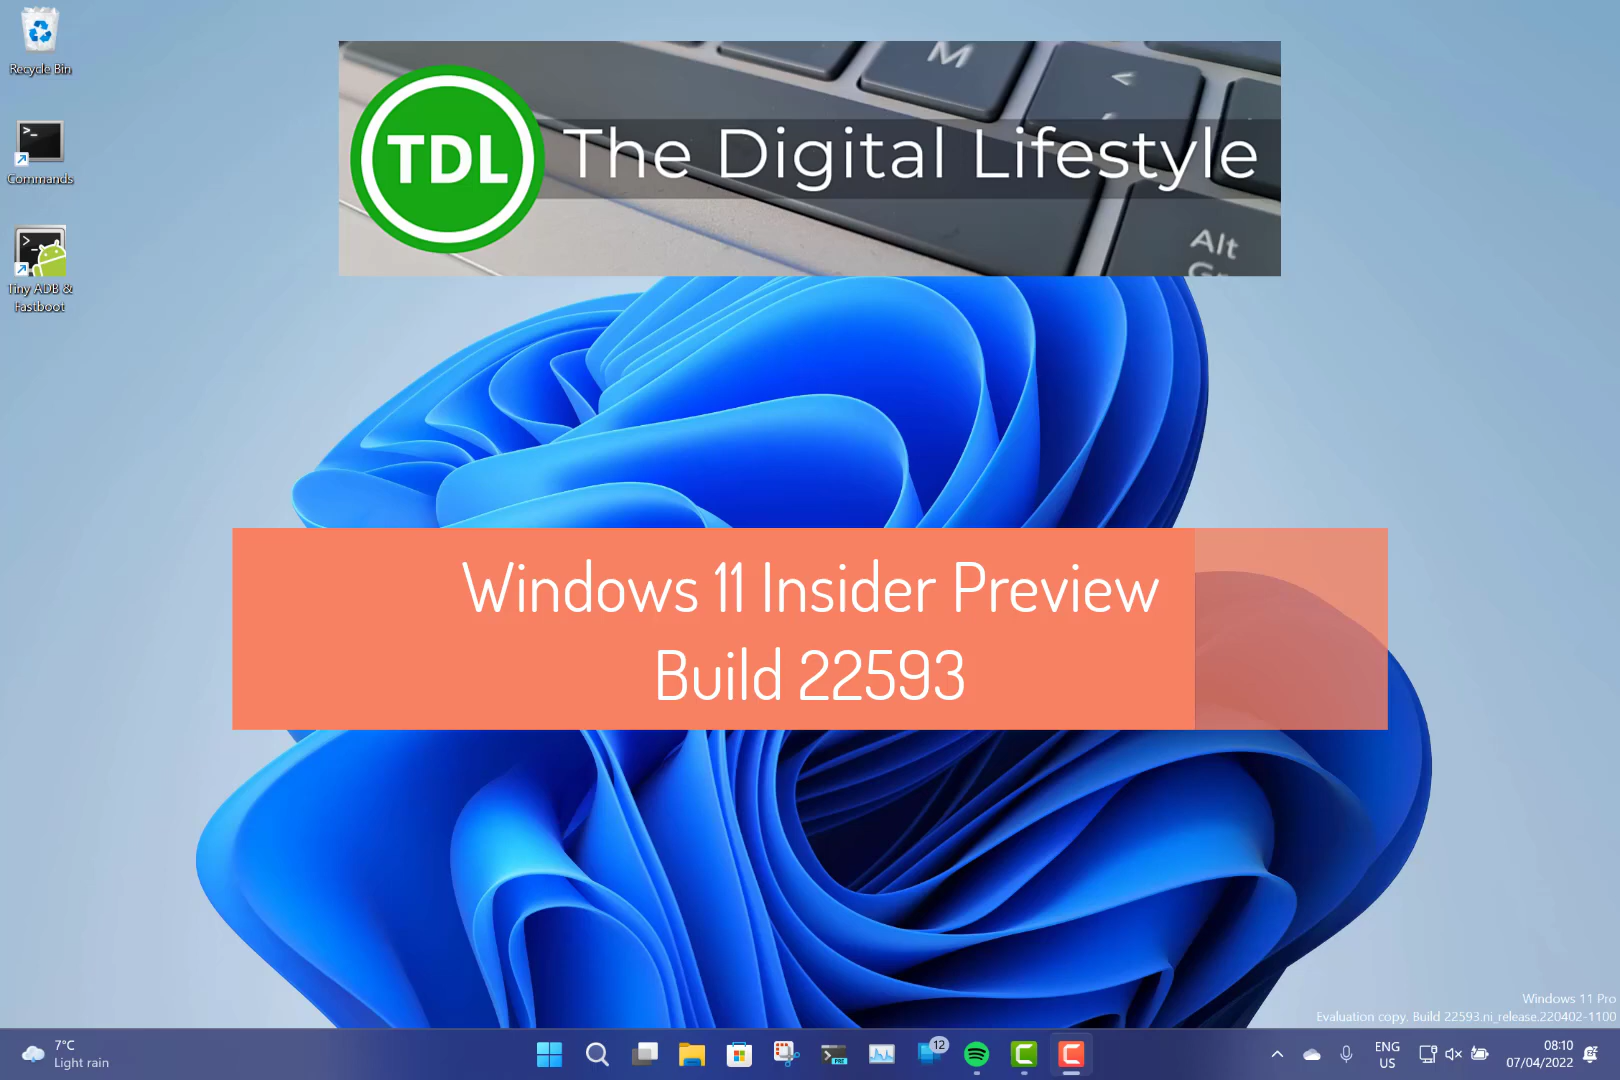 Recycle Bin
Commands
Tiny ADB &
Fastboot
M
<
,
Alt
Gr
TDL
The Digital Lifestyle
Windows 11 Insider Preview
Build 22593
Windows 11 Pro
Evaluation copy. Build 22593.ni_release.220402-1100
7°C
Light rain
PRE
12
ENG
US
08:10
07/04/2022